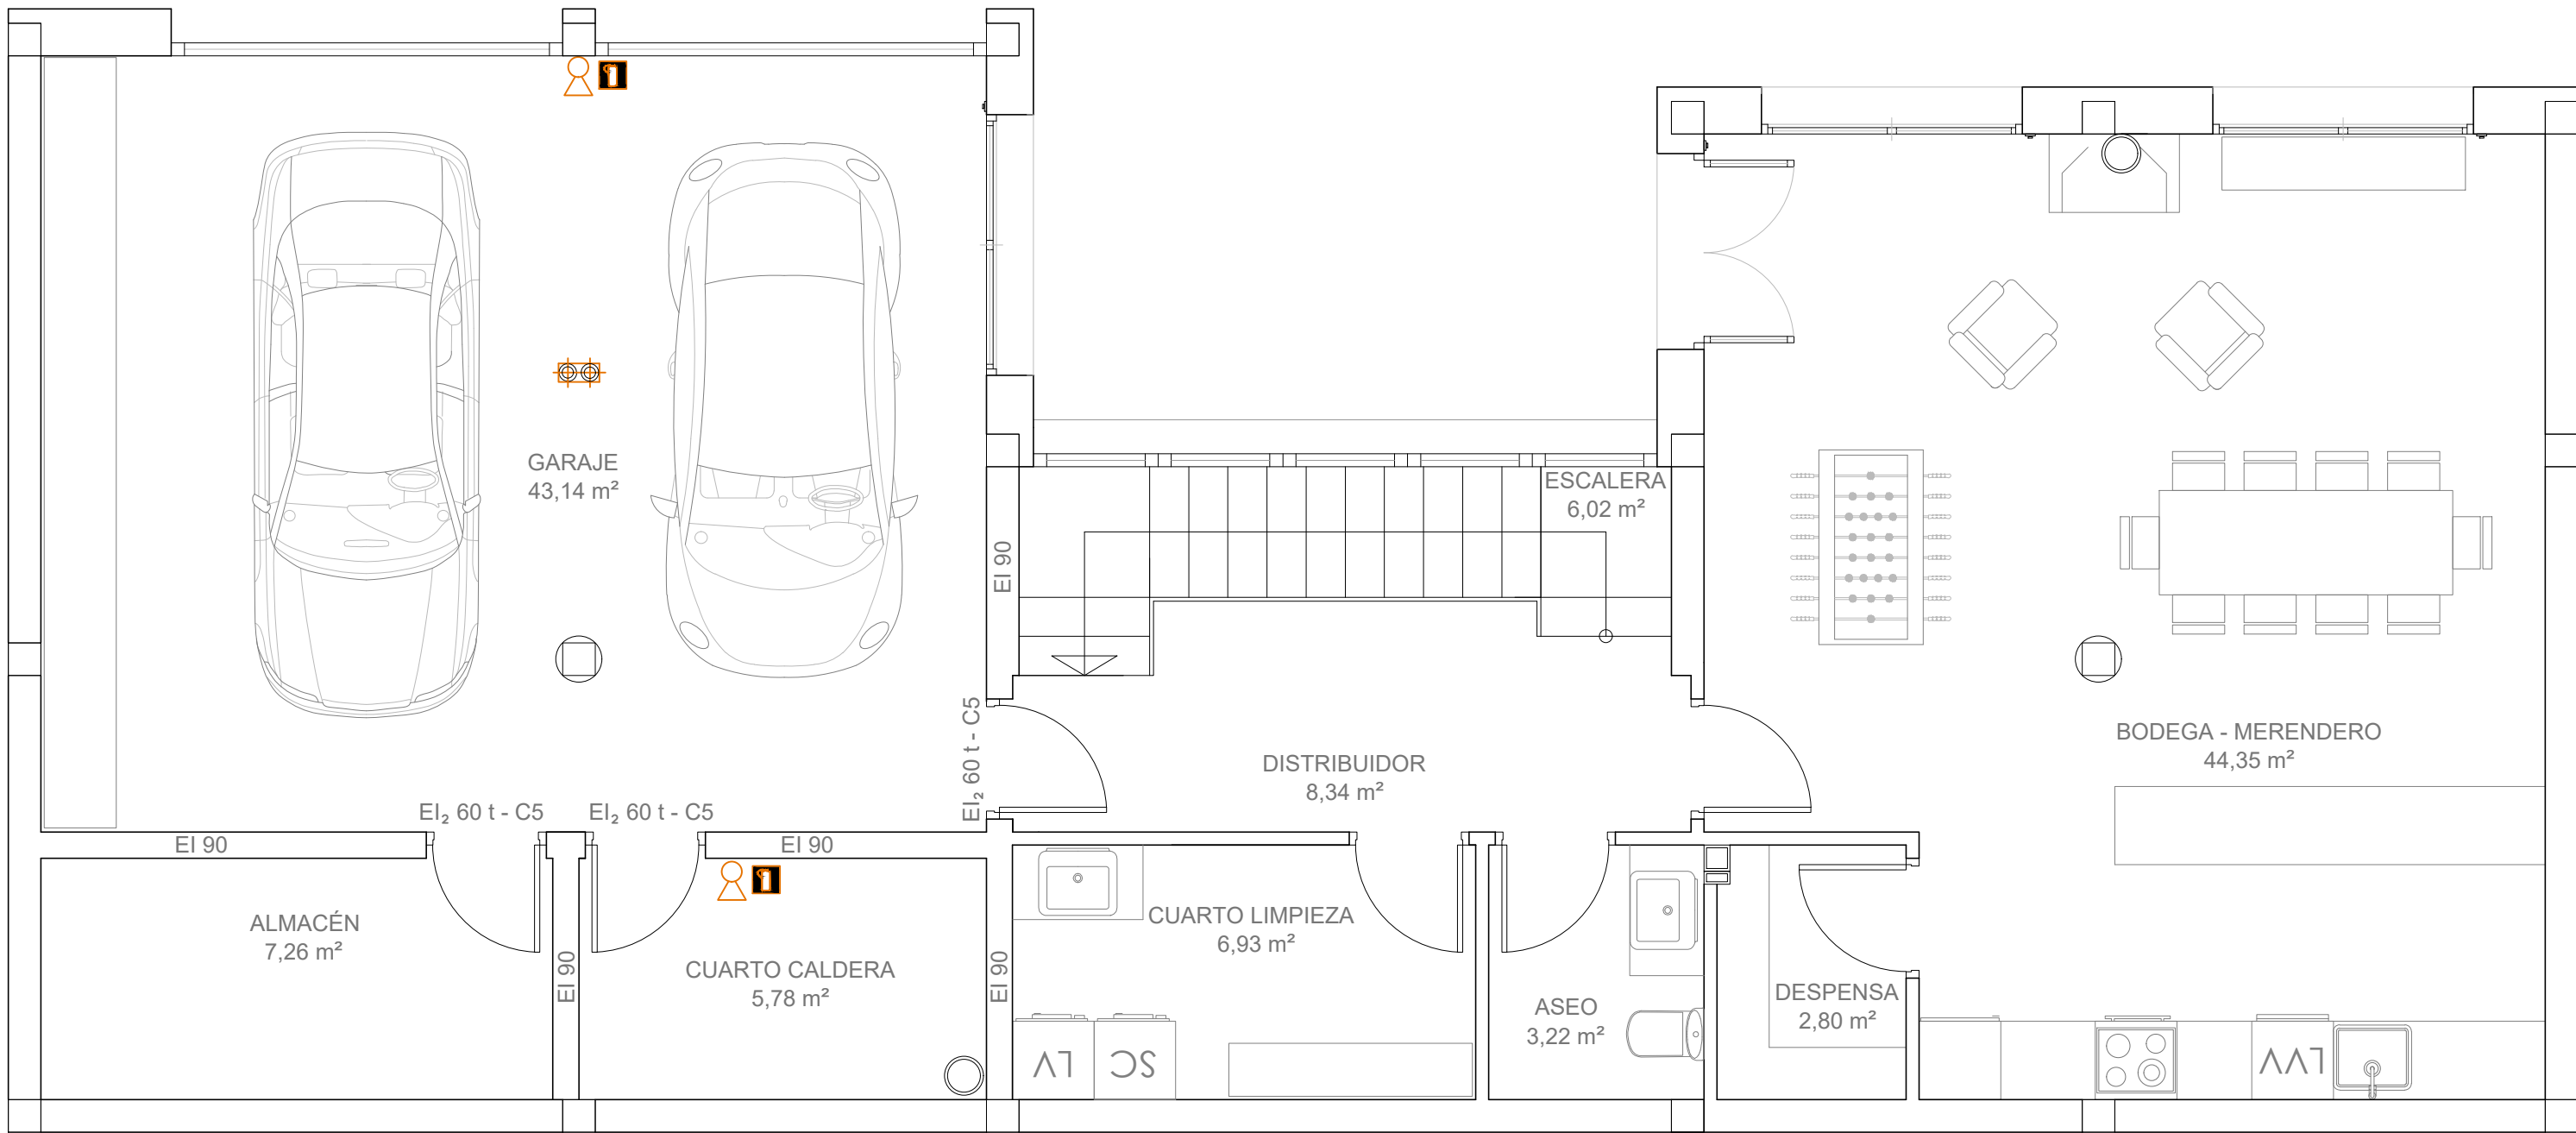 GARAJE
43,14 m²
ESCALERA
6,02 m²
EI 90
BODEGA - MERENDERO
44,35 m²
DISTRIBUIDOR
8,34 m²
EI₂ 60 t - C5
EI₂ 60 t - C5
EI₂ 60 t - C5
EI 90
EI 90
ALMACÉN
7,26 m²
EI 90
CUARTO CALDERA
5,78 m²
EI 90
CUARTO LIMPIEZA
6,93 m²
LV
SC
ASEO
3,22 m²
DESPENSA
2,80 m²
LVV